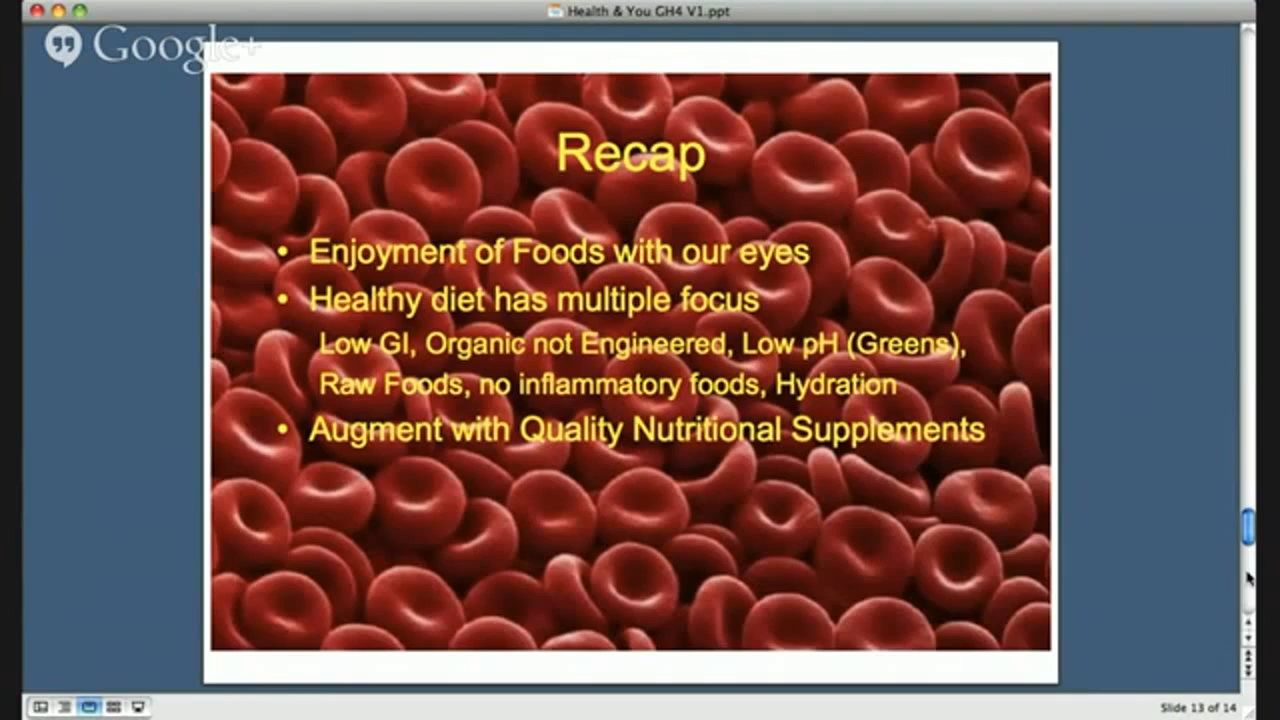 Health & You GH4 V1.ppt
Google+
Recap
• Enjoyment of Foods with our eyes
• Healthy diet has multiple focus
Low GI, Organic not Engineered, Low pH (Greens),
Raw Foods, no inflammatory foods, Hydration
• Augment with Quality Nutritional Supplements
Slide 13 of 14